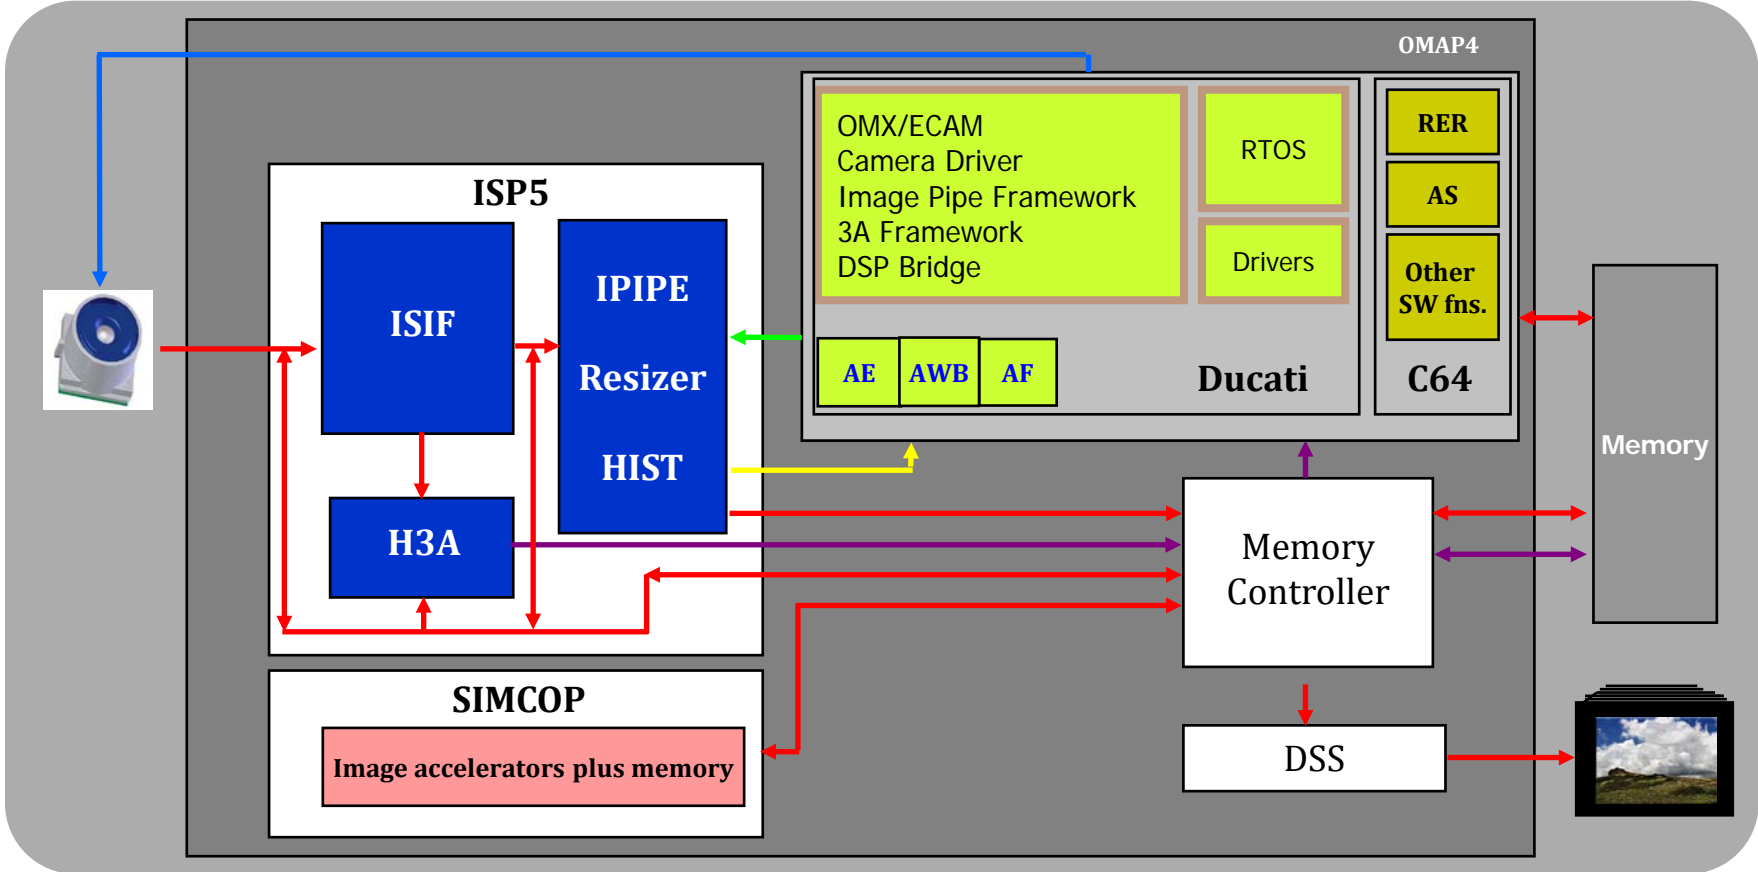 OMAP4
OMX/ECAM
Camera Driver
Image Pipe Framework
3A Framework
DSP Bridge
RTOS
Drivers
RER
AS
Other
SW fns.
AE
AWB
AF
Ducati
C64
ISP5
ISIF
IPIPE
Resizer
HIST
H3A
Memory
Memory
Controller
SIMCOP
Image accelerators plus memory
DSS